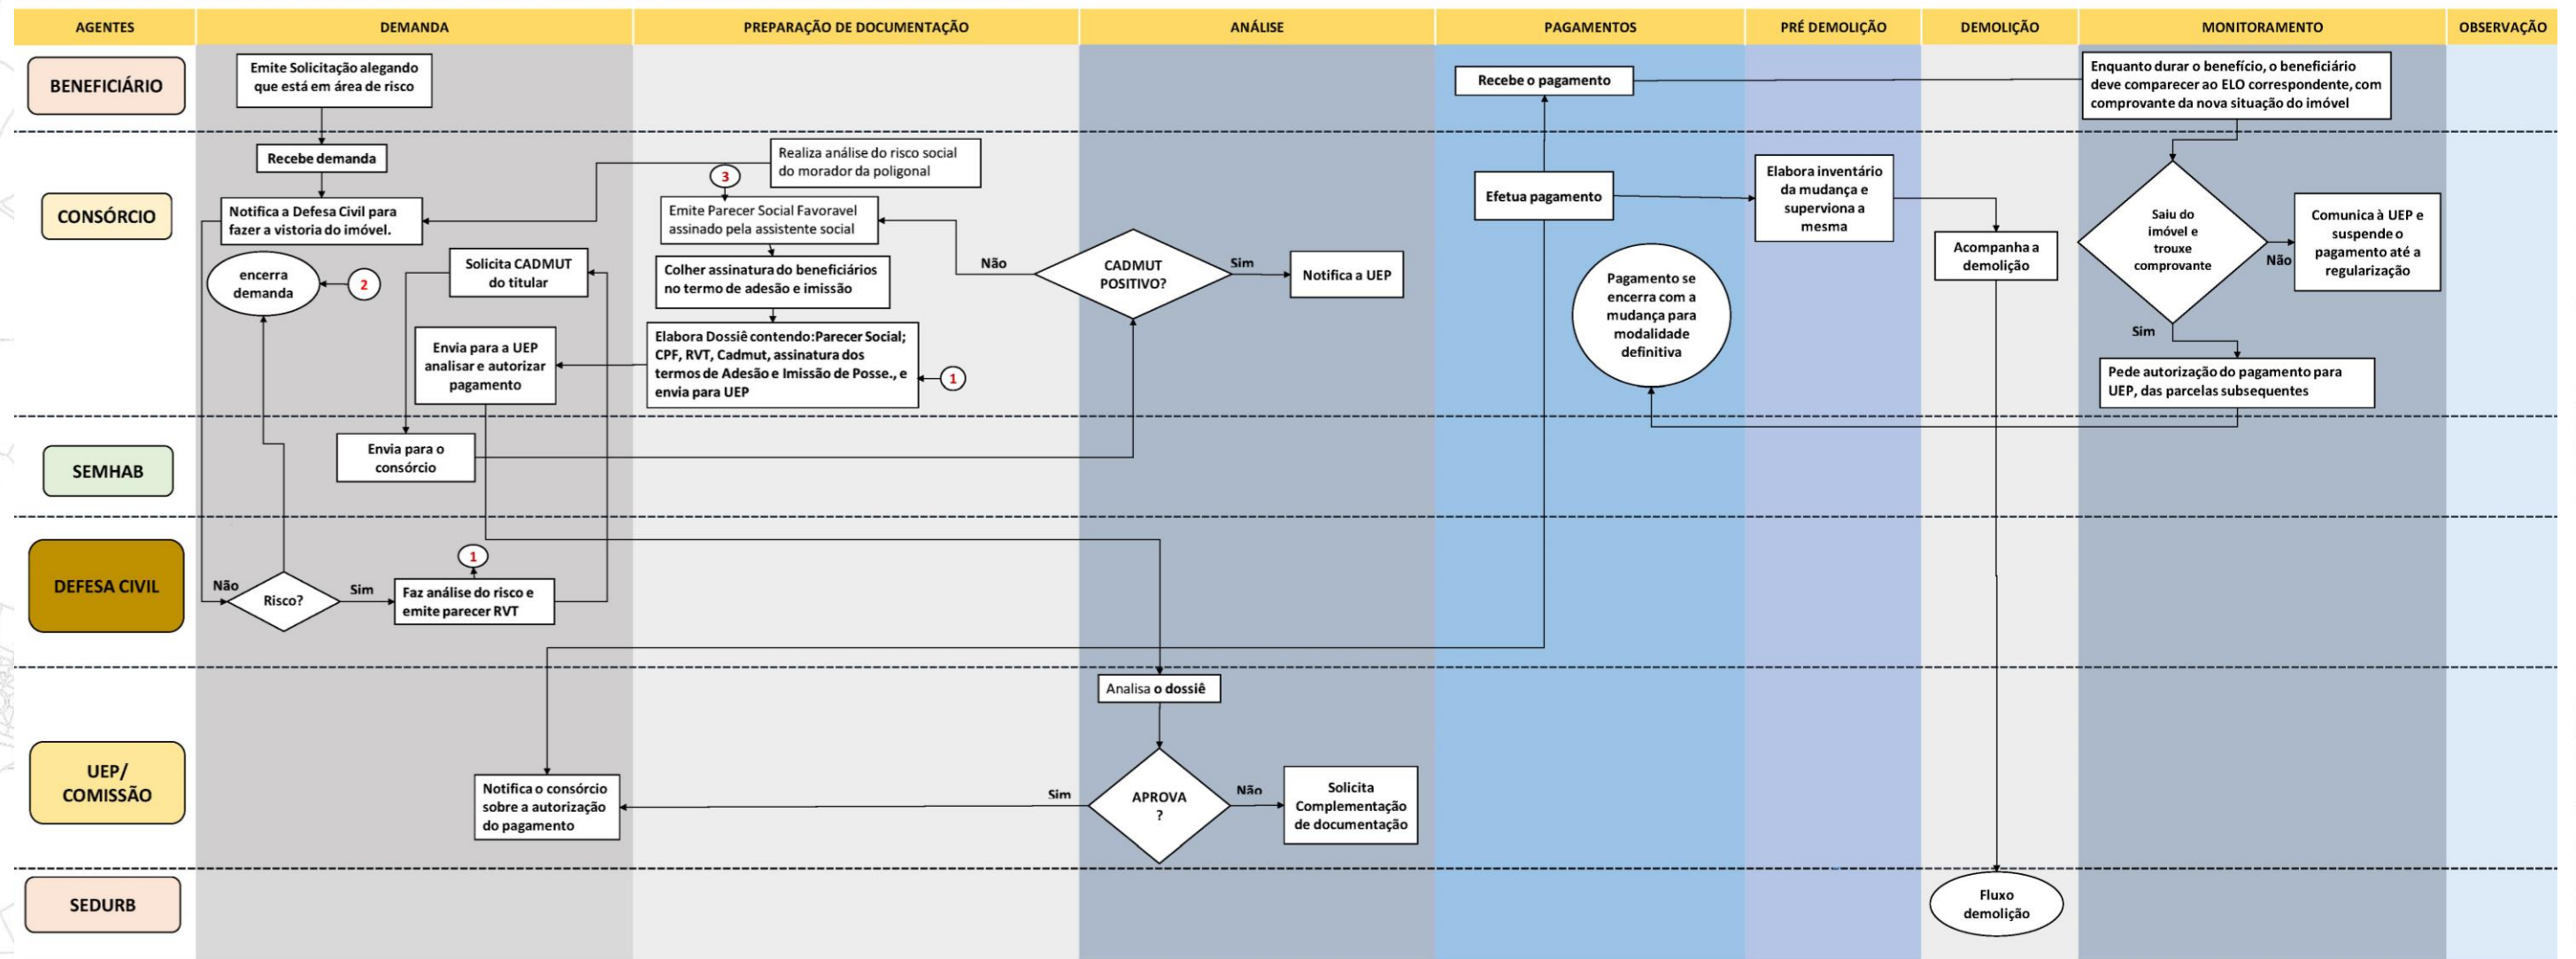 AGENTES
DEMANDA
PREPARAÇÃO DE DOCUMENTAÇÃO
ANÁLISE
PAGAMENTOS
PRÉ DEMOLIÇÃO
DEMOLIÇÃO
MONITORAMENTO
OBSERVAÇÃO
BENEFICIÁRIO
Emite Solicitação alegando
que está em área de risco
Recebe o pagamento
Enquanto durar o benefício, o beneficiário
deve comparecer ao ELO correspondente, com
comprovante da nova situação do imóvel
CONSÓRCIO
Recebe demanda
Notifica a Defesa Civil para
fazer a vistoria do imóvel.
encerra
demanda
2
Solicita CADMUT
do titular
Envia para a UEP
analisar e autorizar
pagamento
Realiza análise do risco social
do morador da poligonal
3
Emite Parecer Social Favoravel
assinado pela assistente social
Colher assinatura do beneficiários
no termo de adesão e imissão
Elabora Dossiê contendo:Parecer Social;
CPF, RVT, Cadmut, assinatura dos
termos de Adesão e Imissão de Posse., e
envia para UEP
1
Não
CADMUT
POSITIVO?
Sim
Notifica a UEP
Efetua pagamento
Pagamento se
encerra com a
mudança para
modalidade
definitiva
Elabora inventário
da mudança e
superviona a
mesma
Acompanha a
demolição
Saiu do
imóvel e
trouxe
comprovante
Não
Comunica à UEP e
suspende o
pagamento até a
regularização
Sim
Pede autorização do pagamento para
UEP, das parcelas subsequentes
SEMHAB
Envia para o
consórcio
DEFESA CIVIL
Não
Risco?
Sim
1
Faz análise do risco e
emite parecer RVT
UEP/
COMISSÃO
Notifica o consórcio
sobre a autorização
do pagamento
Analisa o dossiê
Sim
APROVA
?
Não
Solicita
Complementação
de documentação
SEDURB
Fluxo
demolição